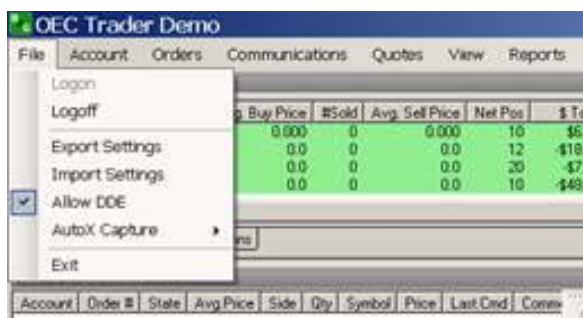 OEC Trader Demo
File Account Orders Communications Quotes View Reports
Logon
Logoff
Export Settings
Import Settings
Allow DDE
AutoX Capture
Exit
Buy Price #Sold Avg. Sell Price Net Pos
0.000 0 0.000 10
0.0 0 0.0 12
0.0 0 0.0 20
0.0 0 0.0 10
Account Order # State Avg.Price Side Qty Symbol Price Last Cmd